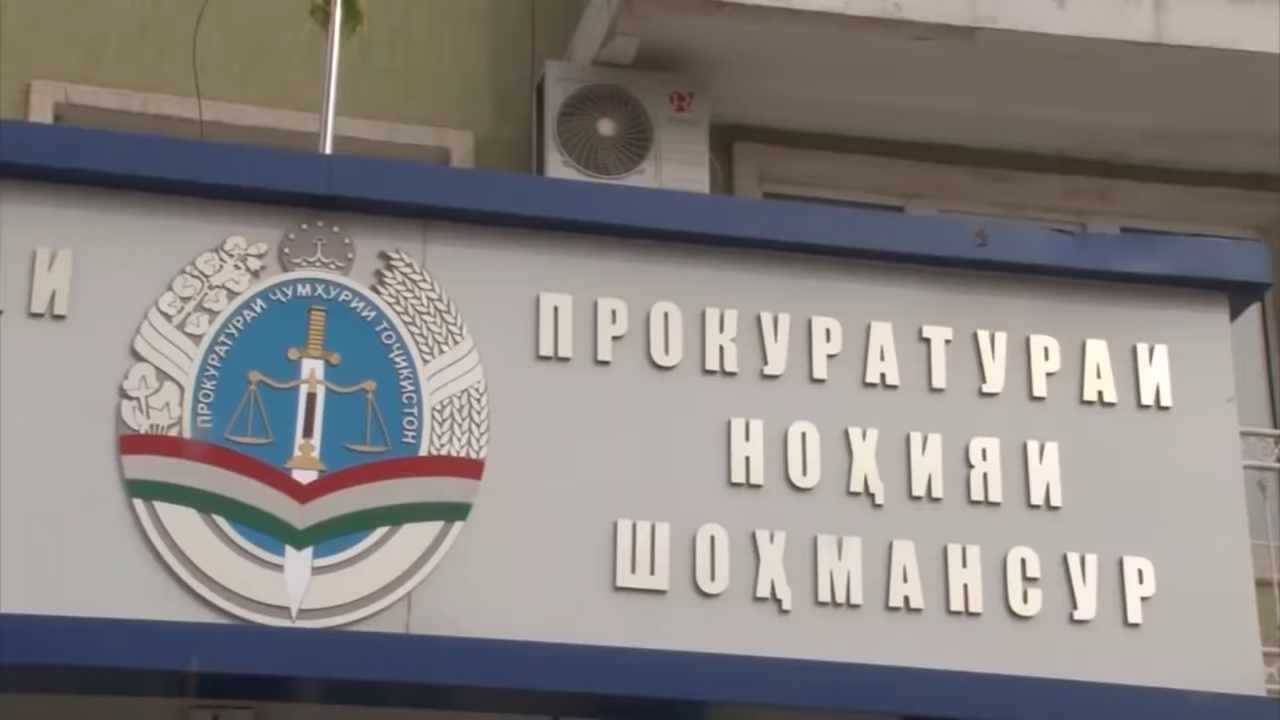 И
ПРОКУРАТУРАИ ҶУМҲУРИИ ТОҶИКИСТОН
ПРОКУРАТУРАИ
НОҲИЯИ
ШОҲМАНСУР